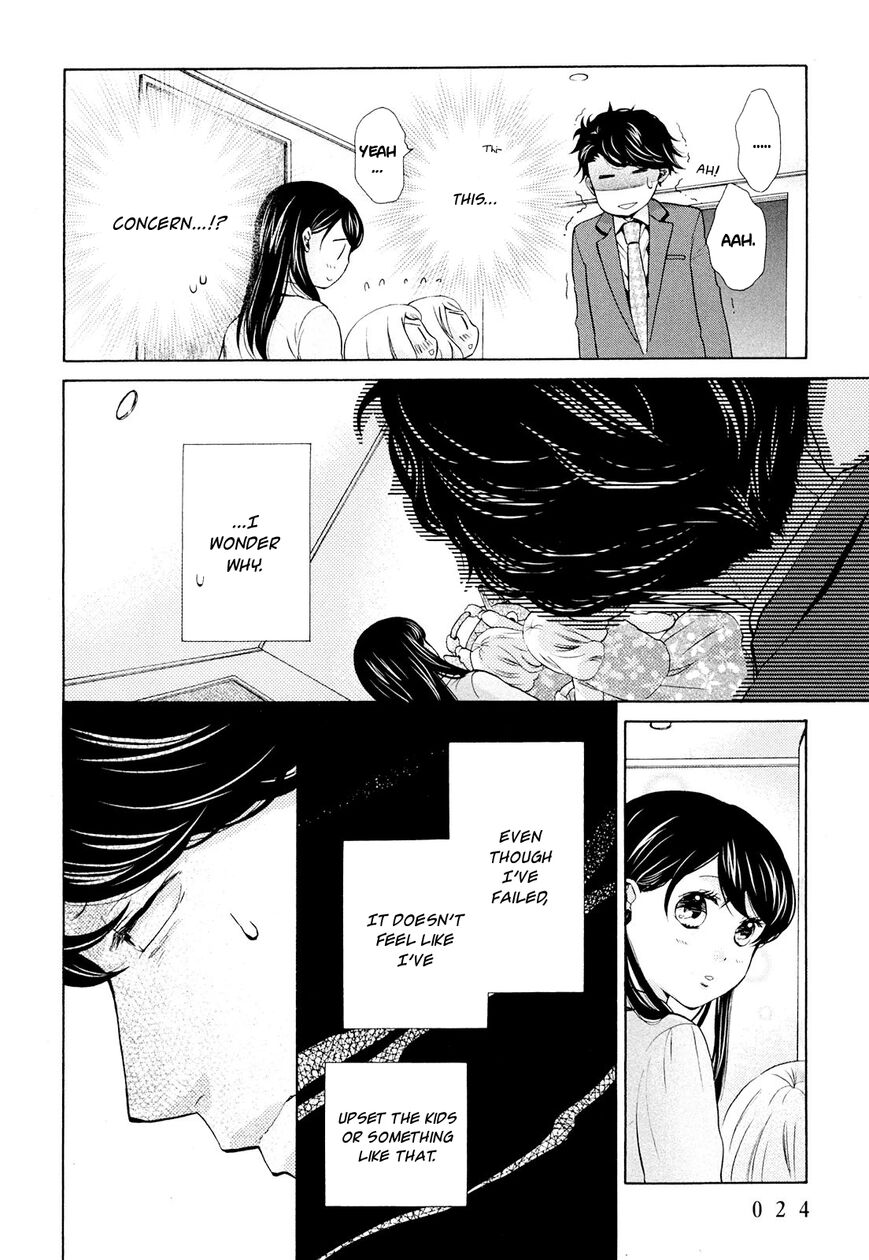 .....
AAH.
AH!
Thi-
THIS...
YEAH
...
CONCERN...!?
...I
WONDER
WHY.
EVEN
THOUGH
I'VE
FAILED,
IT DOESN'T
FEEL LIKE
I'VE
UPSET THE KIDS
OR SOMETHING
LIKE THAT.
024